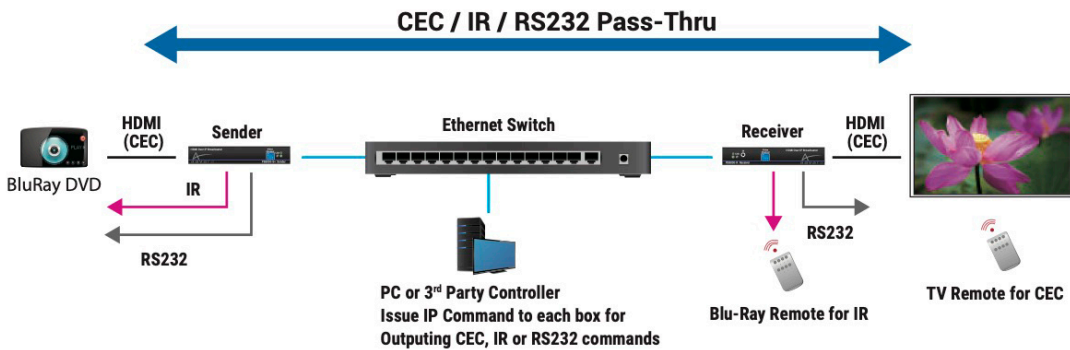 CEC / IR / RS232 Pass-Thru
HDMI
(CEC)
Sender
Ethernet Switch
Receiver
HDMI
(CEC)
BluRay DVD
IR
RS232
RS232
PC or 3rd Party Controller
Issue IP Command to each box for
Outputing CEC, IR or RS232 commands
Blu-Ray Remote for IR
TV Remote for CEC